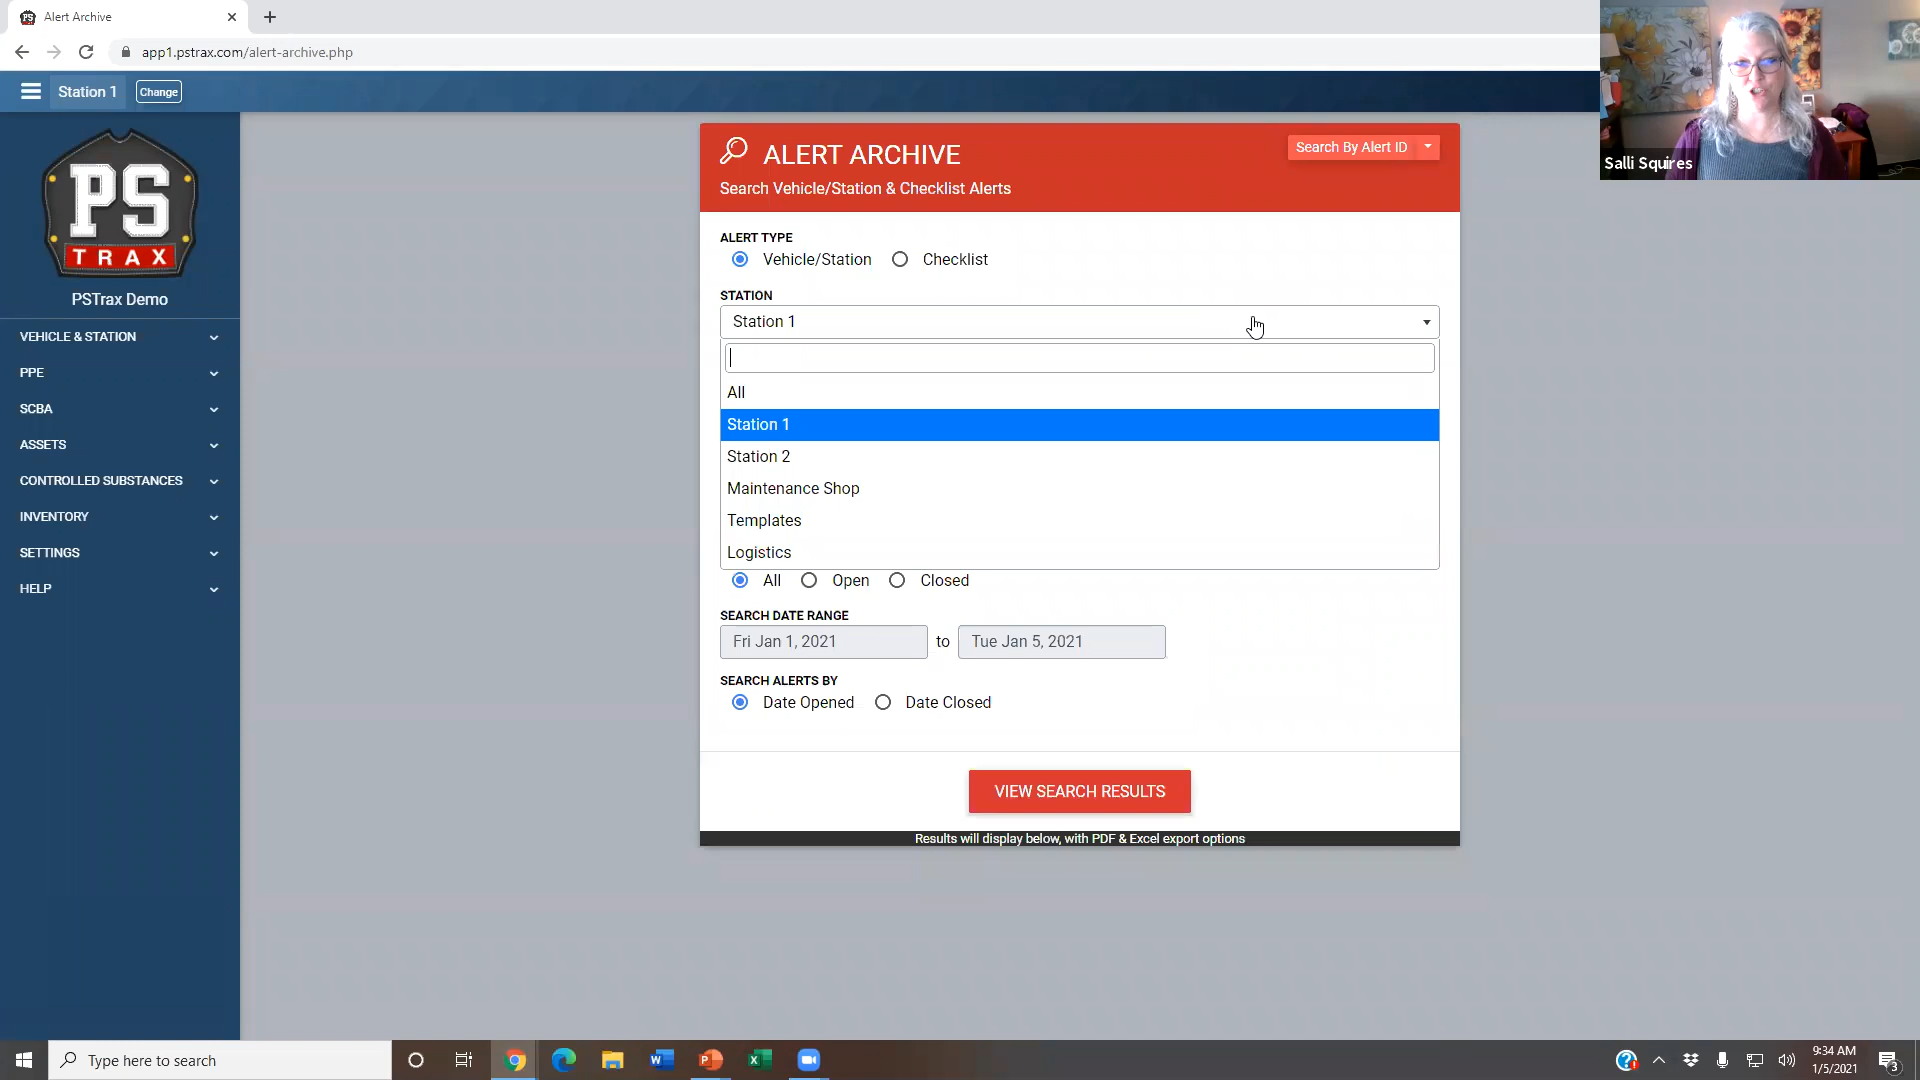 Alert Archive
app1.pstrax.com/alert-archive.php
Station 1
Change
PS
TRAX
PSTrax Demo
VEHICLE & STATION
PPE
SCBA
ASSETS
CONTROLLED SUBSTANCES
INVENTORY
SETTINGS
HELP
ALERT ARCHIVE
Search By Alert ID
Search Vehicle/Station & Checklist Alerts
ALERT TYPE
Vehicle/Station Checklist
STATION
Station 1
All
Station 1
Station 2
Maintenance Shop
Templates
Logistics
All Open Closed
SEARCH DATE RANGE
Fri Jan 1, 2021 to Tue Jan 5, 2021
SEARCH ALERTS BY
Date Opened Date Closed
VIEW SEARCH RESULTS
Results will display below, with PDF & Excel export options
Salli Squires
Type here to search
9:34 AM
1/5/2021
3